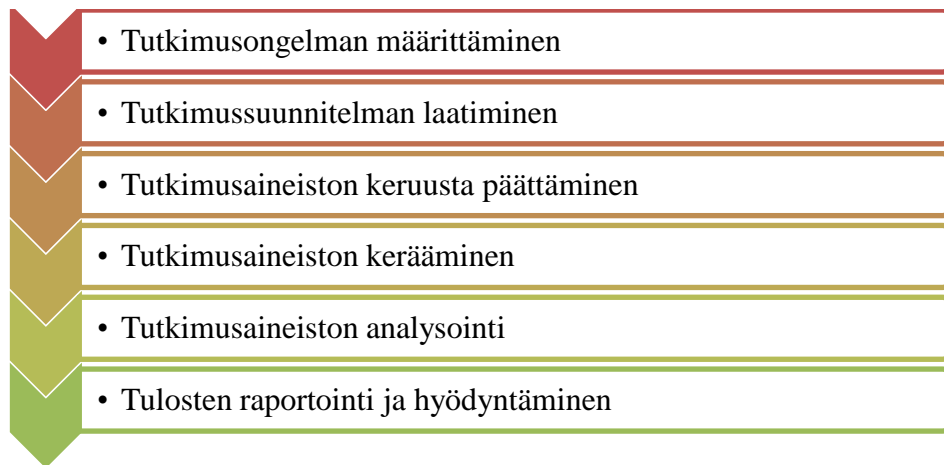 • Tutkimusongelman määrittäminen
• Tutkimussuunnitelman laatiminen
• Tutkimusaineiston keruusta päättäminen
• Tutkimusaineiston kerääminen
• Tutkimusaineiston analysointi
• Tulosten raportointi ja hyödyntäminen